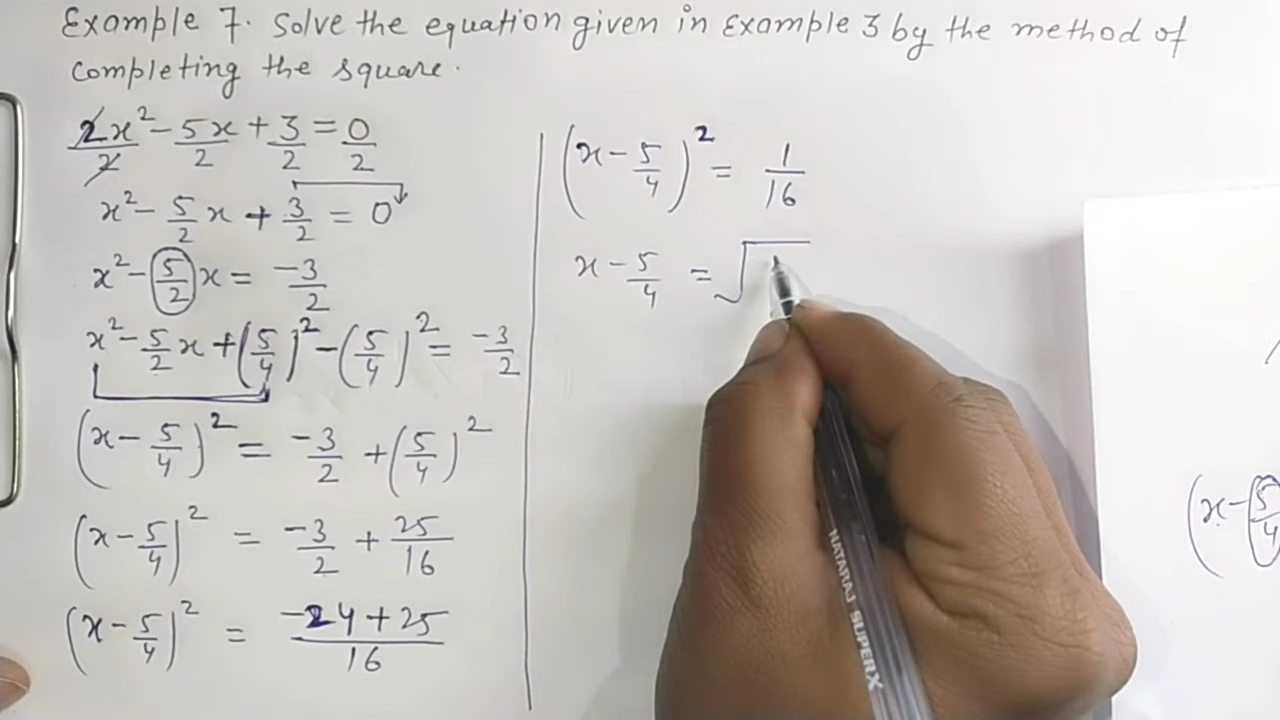 Example 7. Solve the equation given in Example 3 by the method of
completing the square.
2x²/2 - 5x/2 + 3/2 = 0/2
x² - 5/2 x + 3/2 = 0
x² - 5/2 x = -3/2
x² - 5/2 x + (5/4)² - (5/4)² = -3/2
(x - 5/4)² = -3/2 + (5/4)²
(x - 5/4)² = -3/2 + 25/16
(x - 5/4)² = -24+25/16
(x - 5/4)² = 1/16
x - 5/4 = √
NATARAJ SUPERX
(x - 5/4